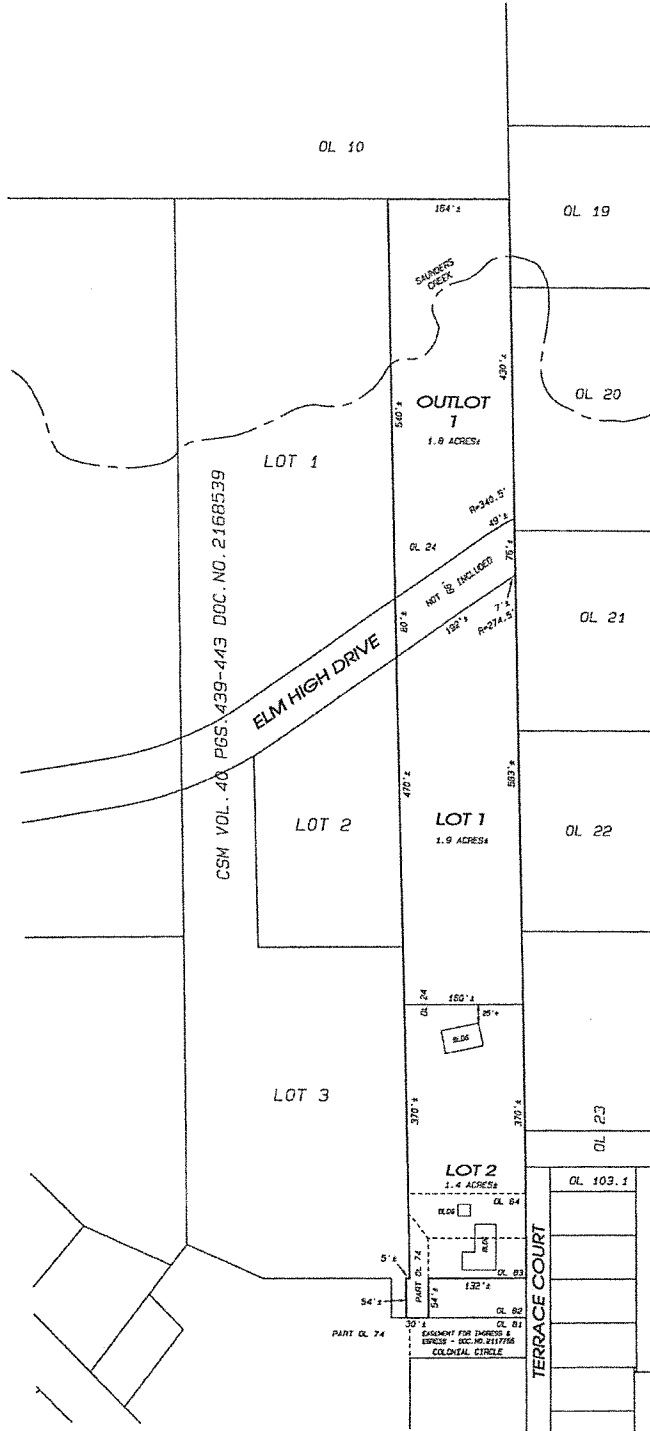 OL 10
164'±
OL 19
SAUNDERS
CREEK
430'±
OL 20
OUTLOT
1
1.8 ACRES±
540'±
LOT 1
R=340.5'
49'±
OL 24
NOT INCLUDED
76'±
80'±
192'±
7'±
R=274.5'
OL 21
ELM HIGH DRIVE
CSM VOL. 40 PGS. 439-443 DOC. NO. 2168539
470'±
593'±
LOT 2
LOT 1
1.9 ACRES±
OL 22
OL 24
160'±
25'±
BLDG
LOT 3
370'±
370'±
OL 23
LOT 2
1.4 ACRES±
OL 103.1
OL 84
BLDG
BLDG
PART OL 74
5'±
OL 83
132'±
54'±
54'±
OL 82
30'±
OL 81
PART OL 74
EASEMENT FOR INGRESS &
EGRESS - DOC. NO. 2117766
COLONIAL CIRCLE
TERRACE COURT